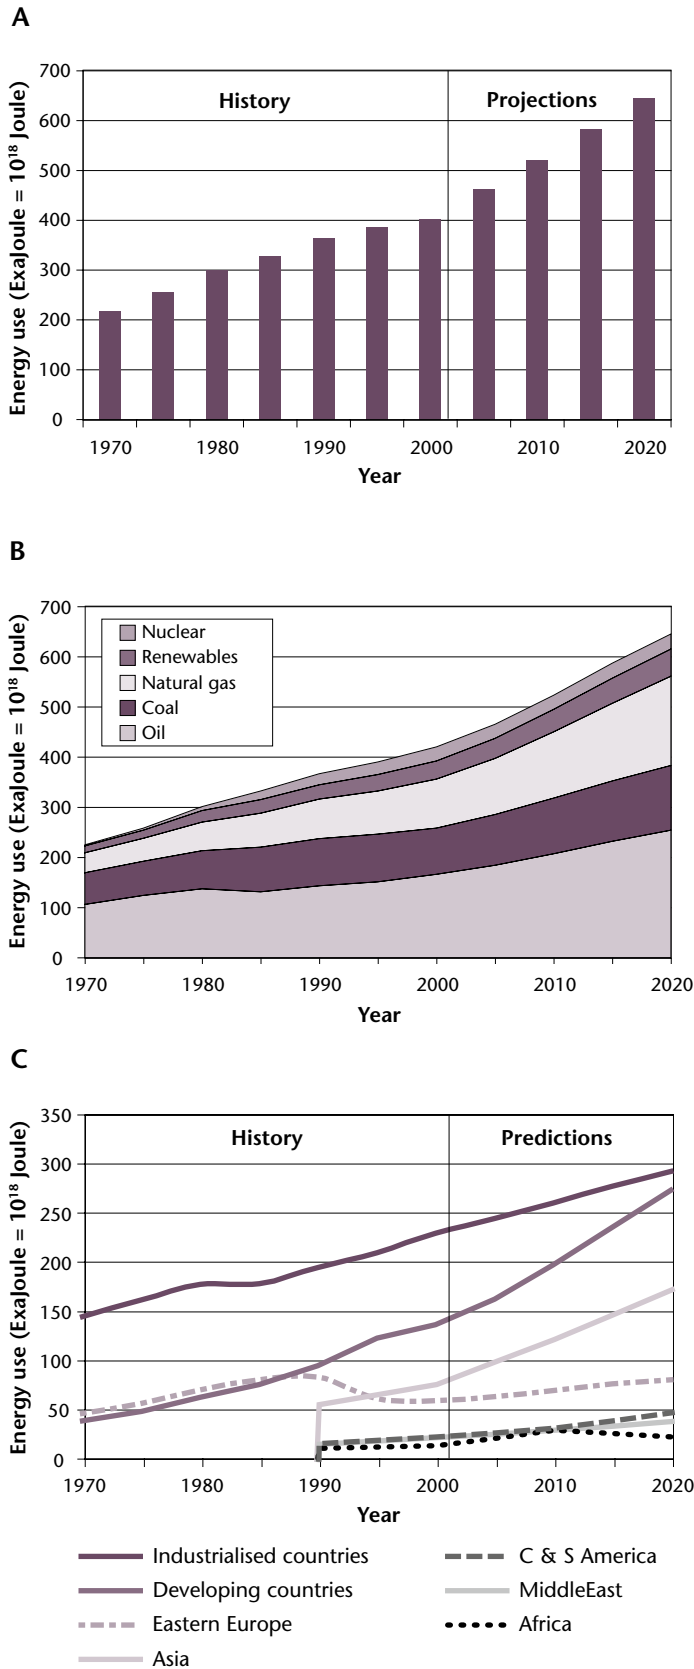 A
Energy use (ExaJoule = 10¹⁸ Joule)
700
600
500
400
300
200
100
0
History
Projections
1970
1980
1990
2000
2010
2020
Year
B
Energy use (ExaJoule = 10¹⁸ Joule)
700
600
500
400
300
200
100
0
Nuclear
Renewables
Natural gas
Coal
Oil
1970
1980
1990
2000
2010
2020
Year
C
Energy use (ExaJoule = 10¹⁸ Joule)
350
300
250
200
150
100
50
0
History
Predictions
1970
1980
1990
2000
2010
2020
Year
Industrialised countries
Developing countries
Eastern Europe
Asia
C & S America
MiddleEast
Africa